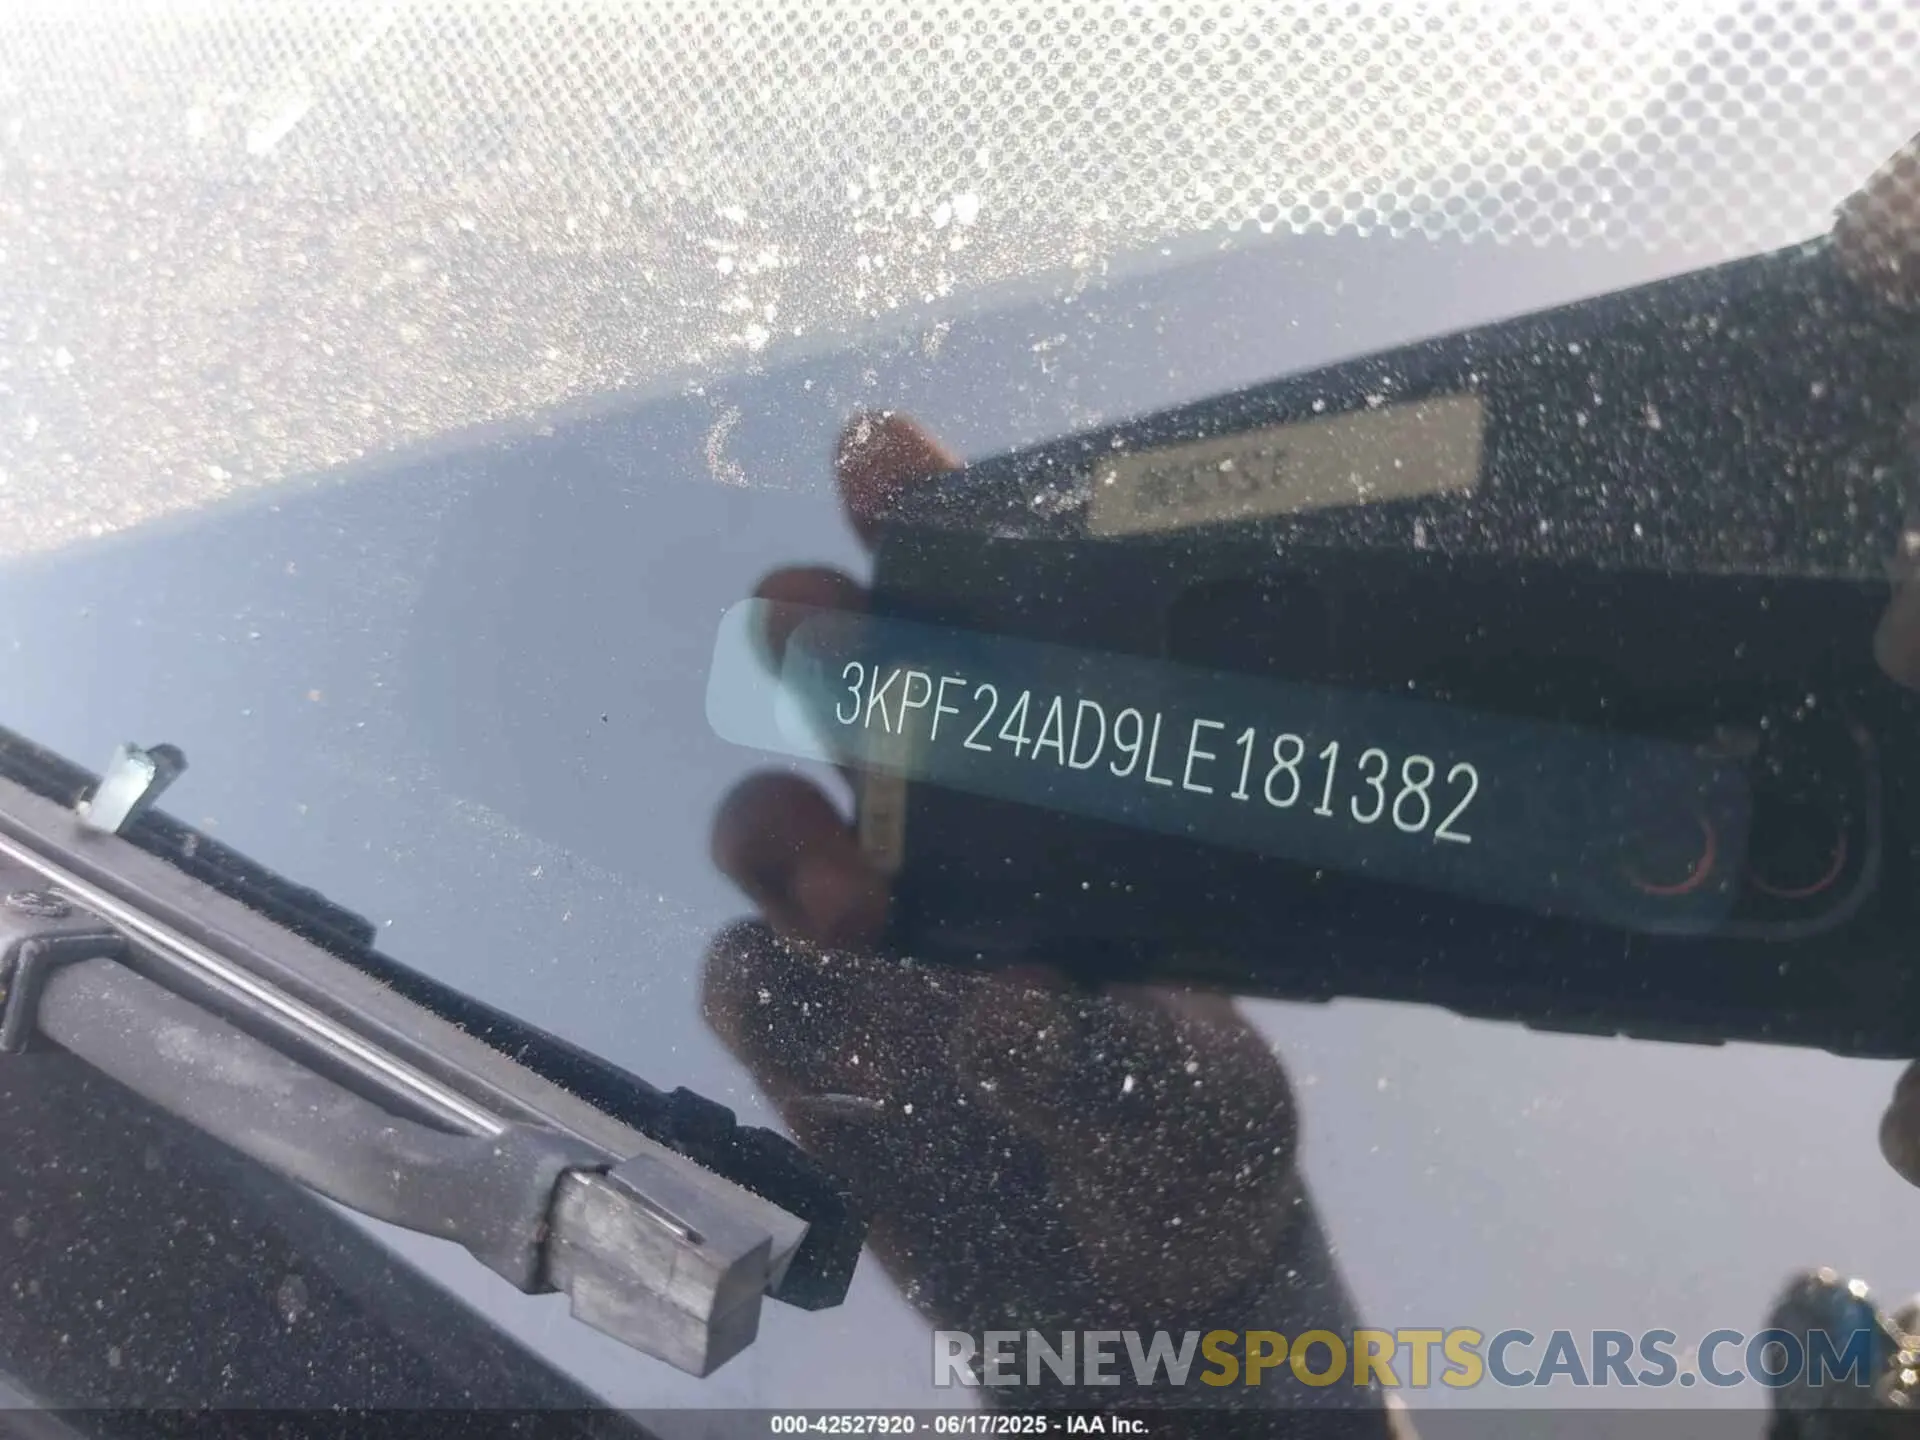 3KPF24AD9LE181382
RENEWSPORTSCARS.COM
000-42527920 - 06/17/2025 - IAA Inc.